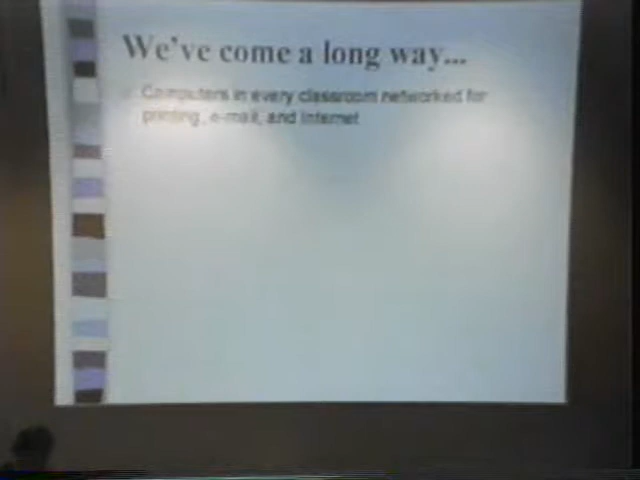 We've come a long way...
Computers in every classroom networked for
printing, e-mail, and Internet